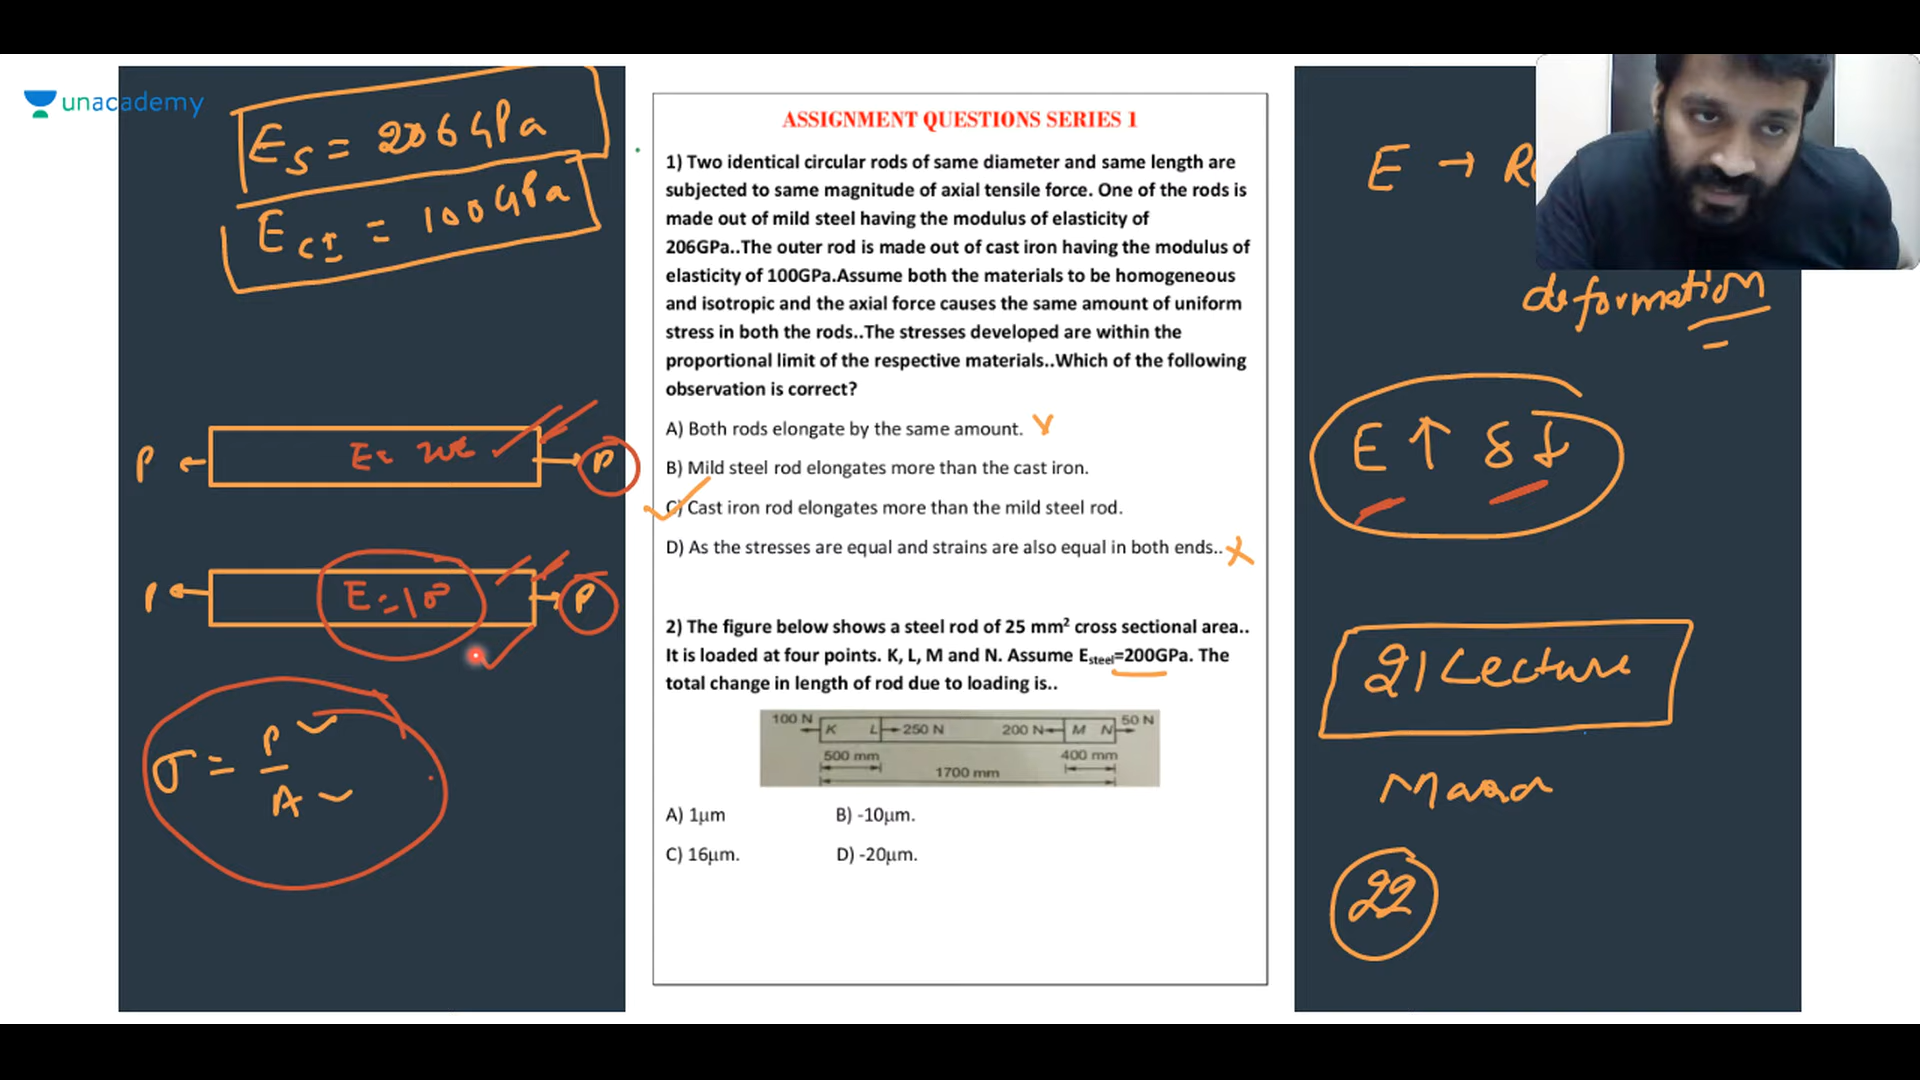 unacademy
Es = 206 GPa
ECI = 100 GPa
P
P
P
E=100
P
σ = P
A
ASSIGNMENT QUESTIONS SERIES 1
1) Two identical circular rods of same diameter and same length are
subjected to same magnitude of axial tensile force. One of the rods is
made out of mild steel having the modulus of elasticity of
206GPa..The outer rod is made out of cast iron having the modulus of
elasticity of 100GPa.Assume both the materials to be homogeneous
and isotropic and the axial force causes the same amount of uniform
stress in both the rods..The stresses developed are within the
proportional limit of the respective materials..Which of the following
observation is correct?
A) Both rods elongate by the same amount.
B) Mild steel rod elongates more than the cast iron.
C) Cast iron rod elongates more than the mild steel rod.
D) As the stresses are equal and strains are also equal in both ends..
2) The figure below shows a steel rod of 25 mm² cross sectional area..
It is loaded at four points. K, L, M and N. Assume Esteel=200GPa. The
total change in length of rod due to loading is..
100 N K L 250 N 200 N M N 50 N
500 mm 400 mm
1700 mm
A) 1μm B) -10μm.
C) 16μm. D) -20μm.
E →
deformation
E ↑ δ ↓
21 Lecture
22